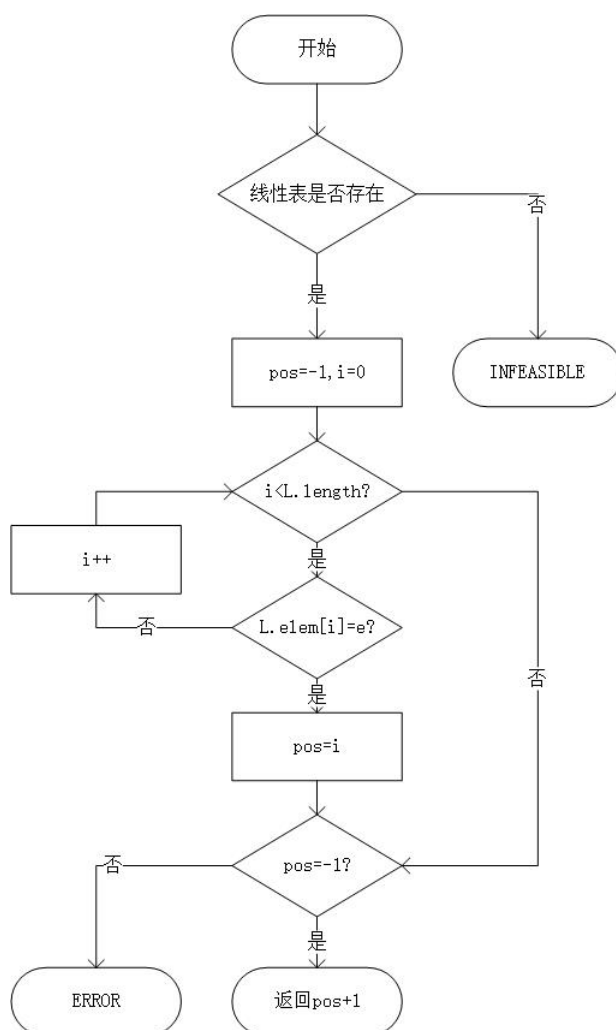 开始
线性表是否存在
否
是
pos=-1,i=0
INFEASIBLE
i<L.length?
是
i++
否
L.elem[i]=e?
是
否
pos=i
否
pos=-1?
是
ERROR
返回pos+1